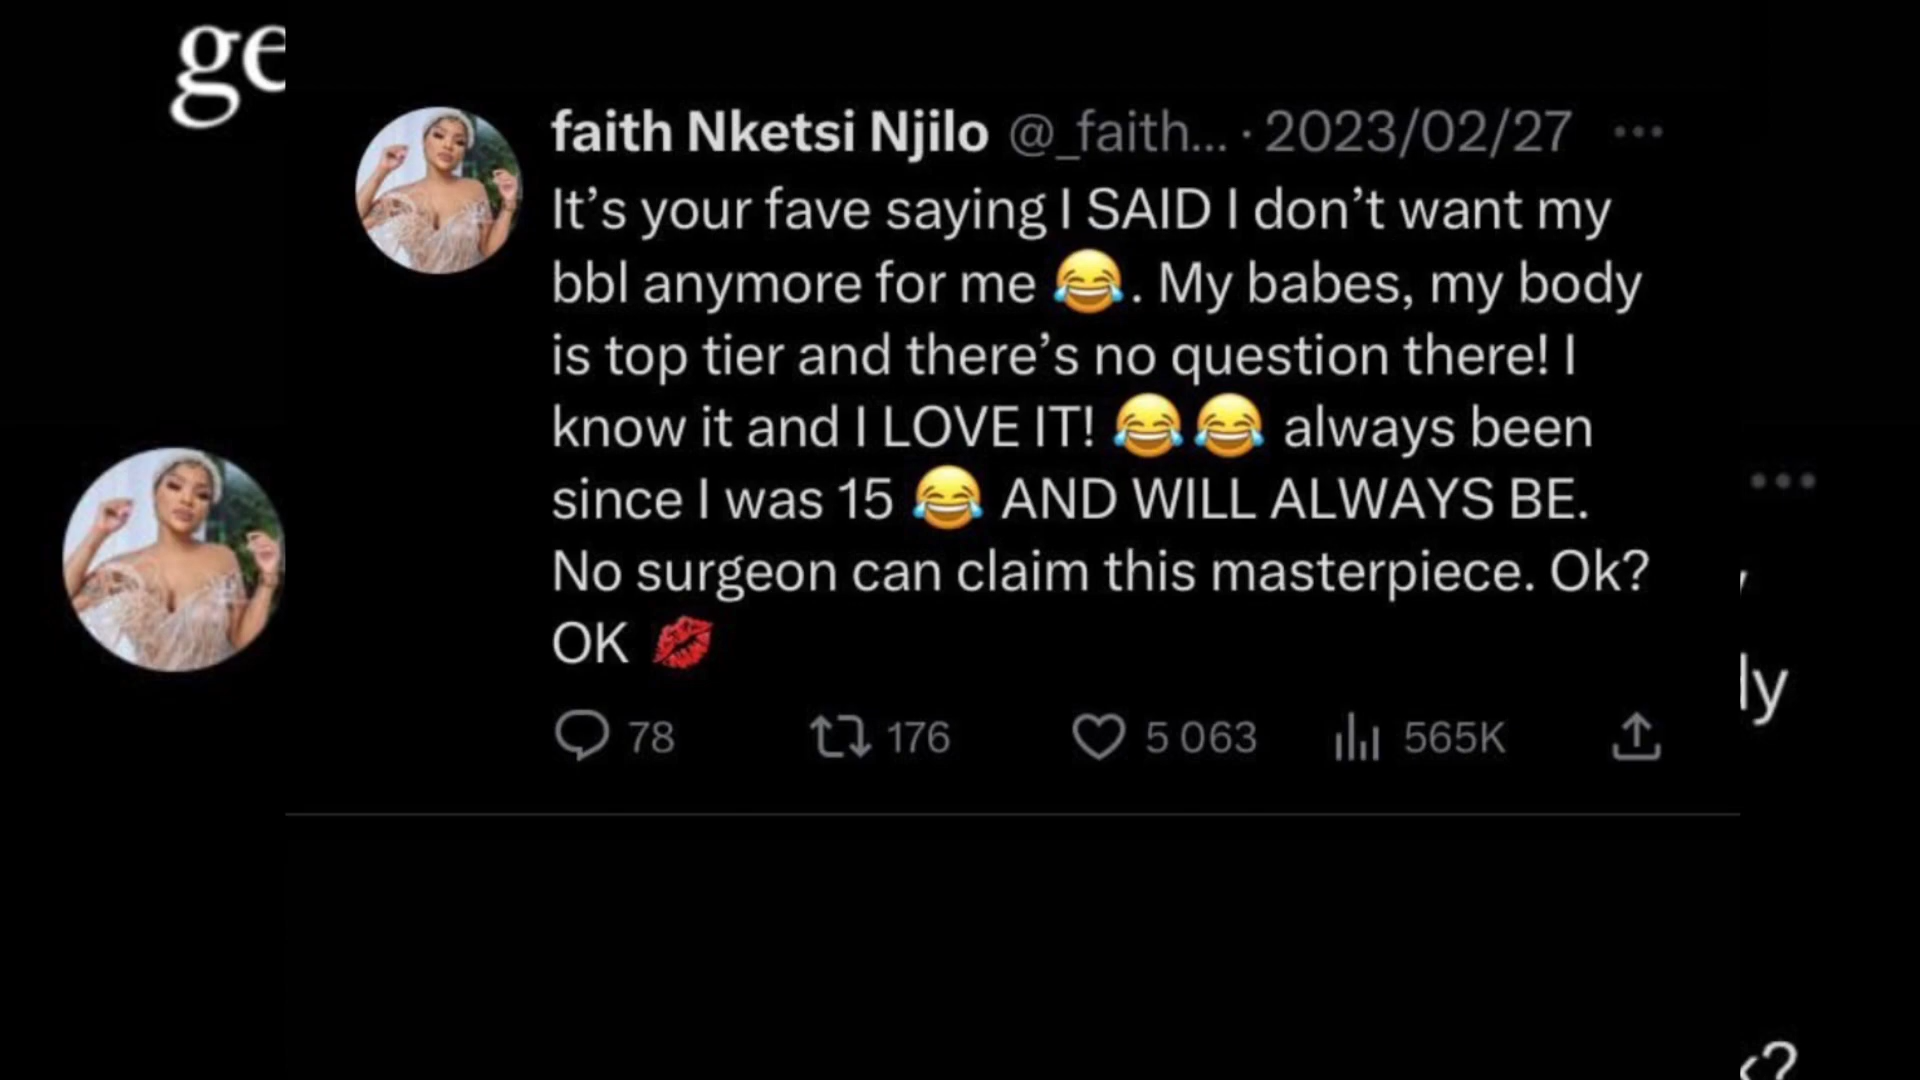 ge
faith Nketsi Njilo @_faith... · 2023/02/27 ...
It’s your fave saying I SAID I don’t want my
bbl anymore for me 😂. My babes, my body
is top tier and there’s no question there! I
know it and I LOVE IT! 😂😂 always been
since I was 15 😂 AND WILL ALWAYS BE.
No surgeon can claim this masterpiece. Ok?
OK 💋
78 176 5 063 565K